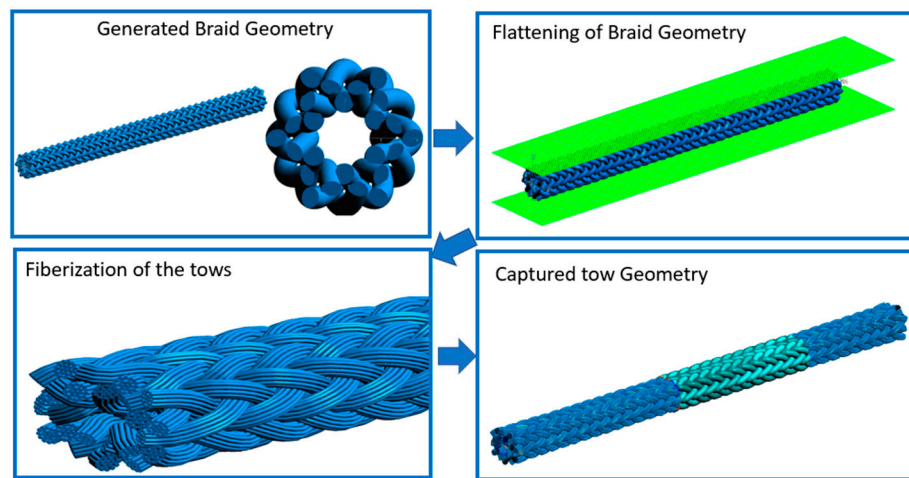 Generated Braid Geometry
Flattening of Braid Geometry
Fiberization of the tows
Captured tow Geometry